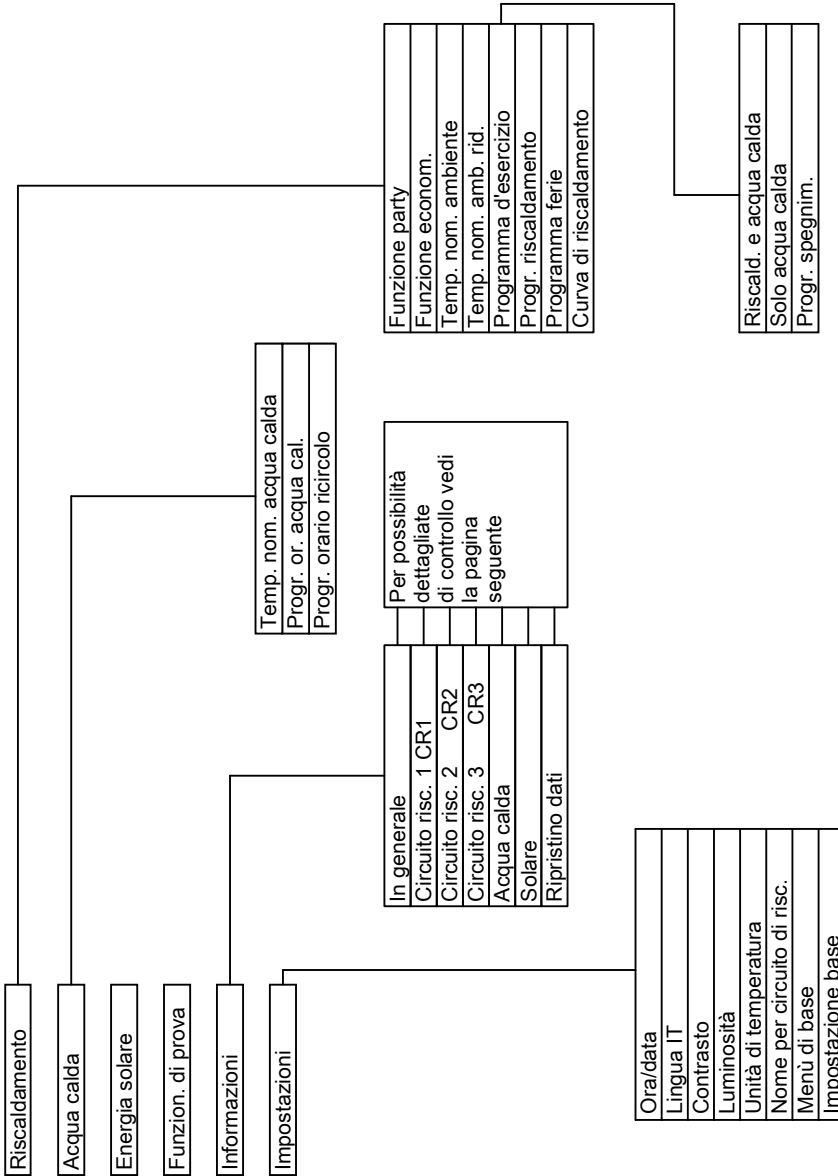 Riscaldamento
Acqua calda
Energia solare
Funzion. di prova
Informazioni
Impostazioni
Funzione party
Funzione econom.
Temp. nom. ambiente
Temp. nom. amb. rid.
Programma d'esercizio
Progr. riscaldamento
Programma ferie
Curva di riscaldamento
Riscald. e acqua calda
Solo acqua calda
Progr. spegnim.
Temp. nom. acqua calda
Progr. or. acqua cal.
Progr. orario ricircolo
In generale
Circuito risc. 1 CR1
Circuito risc. 2 CR2
Circuito risc. 3 CR3
Acqua calda
Solare
Ripristino dati
Per possibilità
dettagliate
di controllo vedi
la pagina
seguente
Ora/data
Lingua IT
Contrasto
Luminosità
Unità di temperatura
Nome per circuito di risc.
Menù di base
Impostazione base